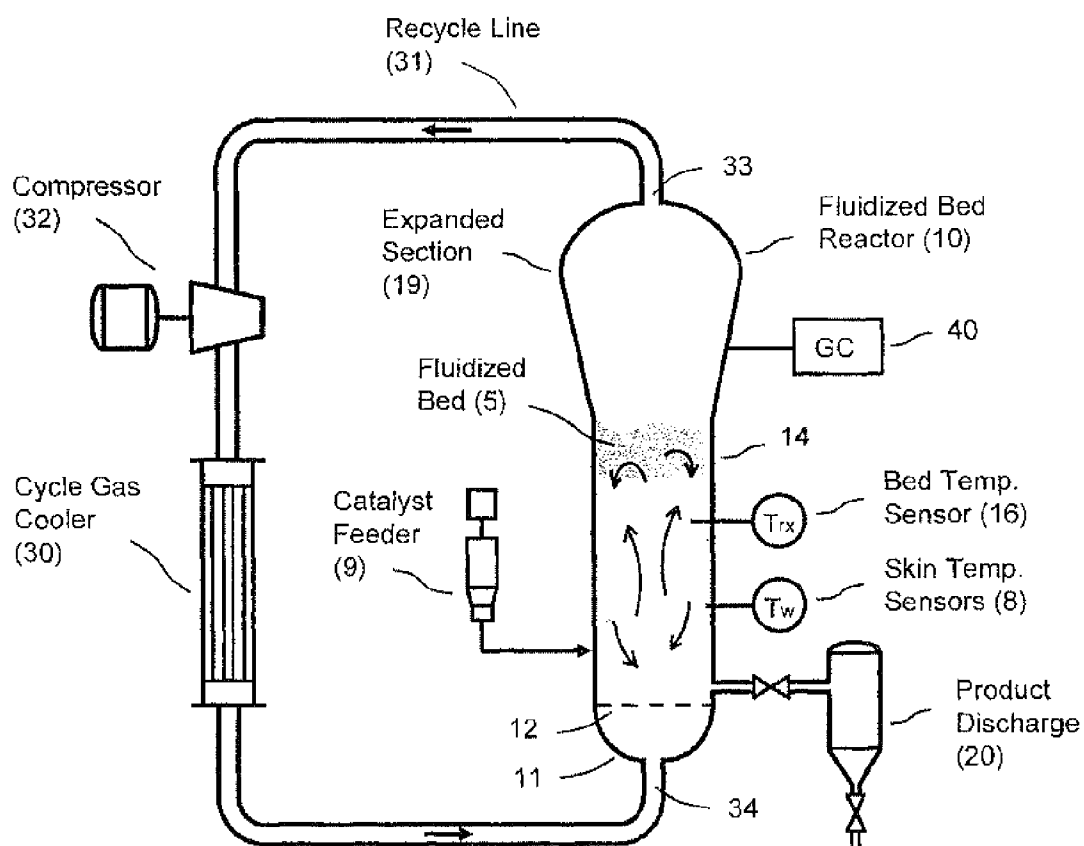 Recycle Line
(31)
33
Compressor
(32)
Expanded
Section
(19)
Fluidized Bed
Reactor (10)
GC
40
Fluidized
Bed (5)
14
Cycle Gas
Cooler
(30)
Catalyst
Feeder
(9)
Trx
Bed Temp.
Sensor (16)
Tw
Skin Temp.
Sensors (8)
12
11
34
Product
Discharge
(20)